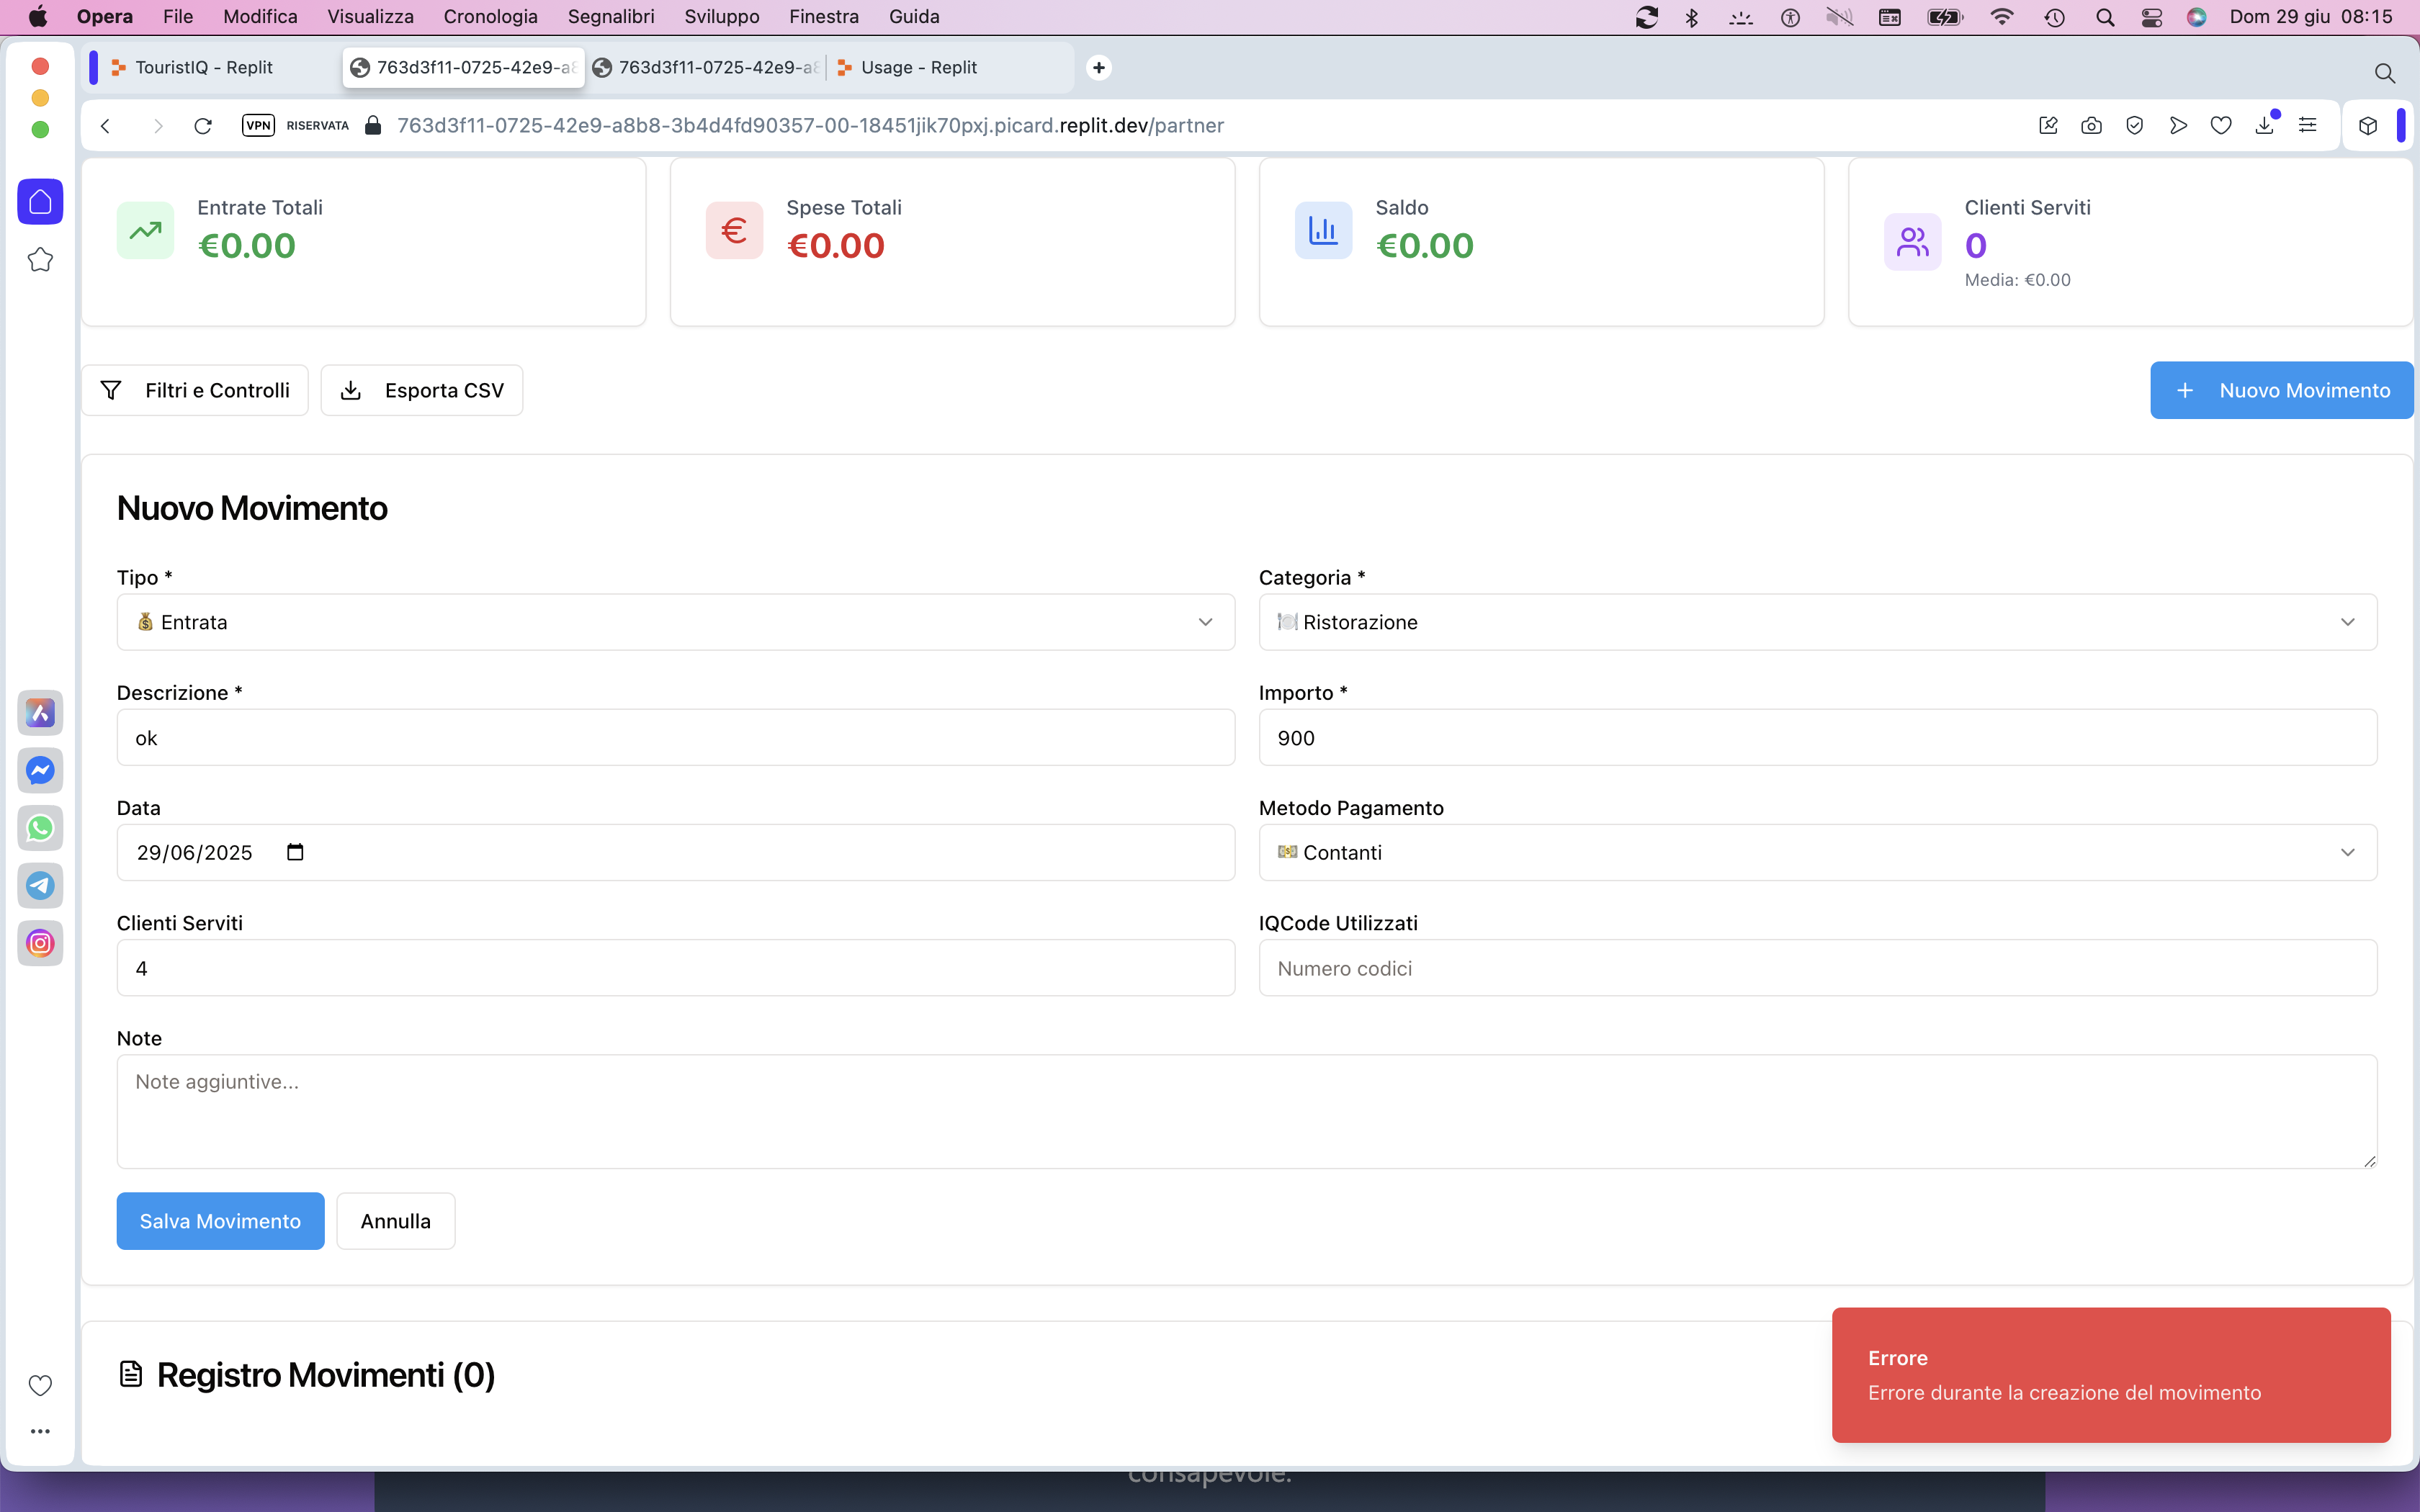 Opera File Modifica Visualizza Cronologia Segnalibri Sviluppo Finestra Guida Dom 29 giu 08:15
TouristIQ - Replit 763d3f11-0725-42e9-a8 763d3f11-0725-42e9-a8 Usage - Replit
VPN RISERVATA 763d3f11-0725-42e9-a8b8-3b4d4fd90357-00-18451jik70pxj.picard.replit.dev/partner
Entrate Totali
€0.00
Spese Totali
€0.00
Saldo
€0.00
Clienti Serviti
0
Media: €0.00
Filtri e Controlli Esporta CSV + Nuovo Movimento
Nuovo Movimento
Tipo * Categoria *
Entrata Ristorazione
Descrizione * Importo *
ok 900
Data Metodo Pagamento
29/06/2025 Contanti
Clienti Serviti IQCode Utilizzati
4 Numero codici
Note
Note aggiuntive...
Salva Movimento Annulla
Registro Movimenti (0)
Errore
Errore durante la creazione del movimento
consapevole.